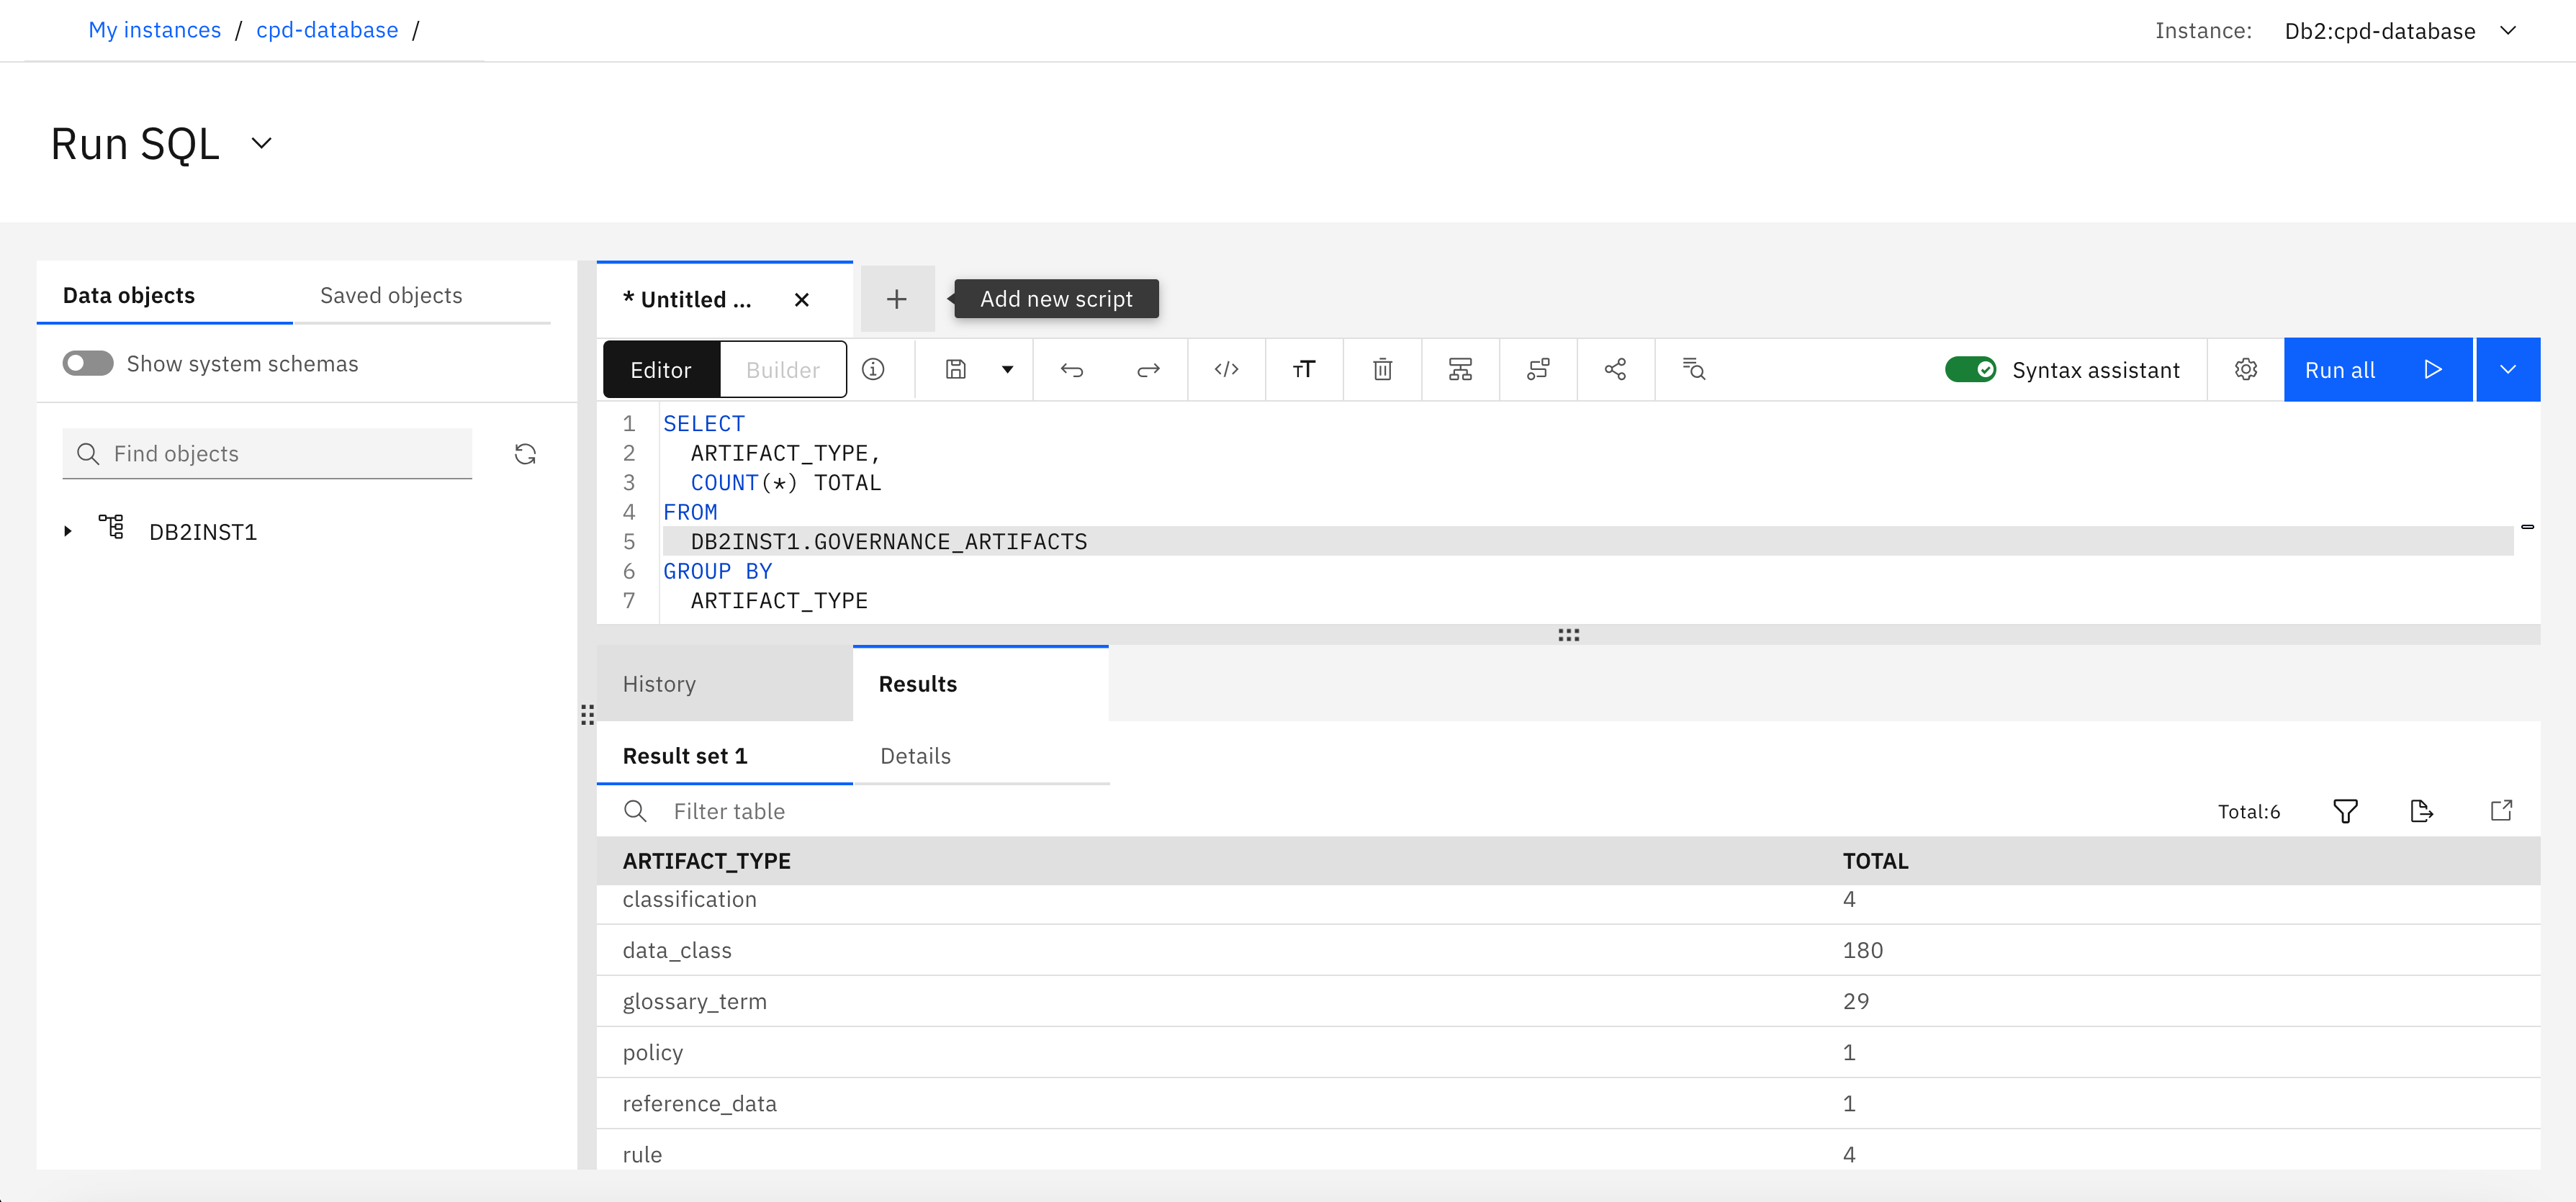 My instances / cpd-database /
Instance: Db2:cpd-database
Run SQL
Data objects
Saved objects
Show system schemas
Find objects
DB2INST1
* Untitled ...
Add new script
Editor
Builder
Syntax assistant
Run all
1 SELECT
2 ARTIFACT_TYPE,
3 COUNT(*) TOTAL
4 FROM
5 DB2INST1.GOVERNANCE_ARTIFACTS
6 GROUP BY
7 ARTIFACT_TYPE
History
Results
Result set 1
Details
Filter table
Total:6
ARTIFACT_TYPE TOTAL
classification 4
data_class 180
glossary_term 29
policy 1
reference_data 1
rule 4